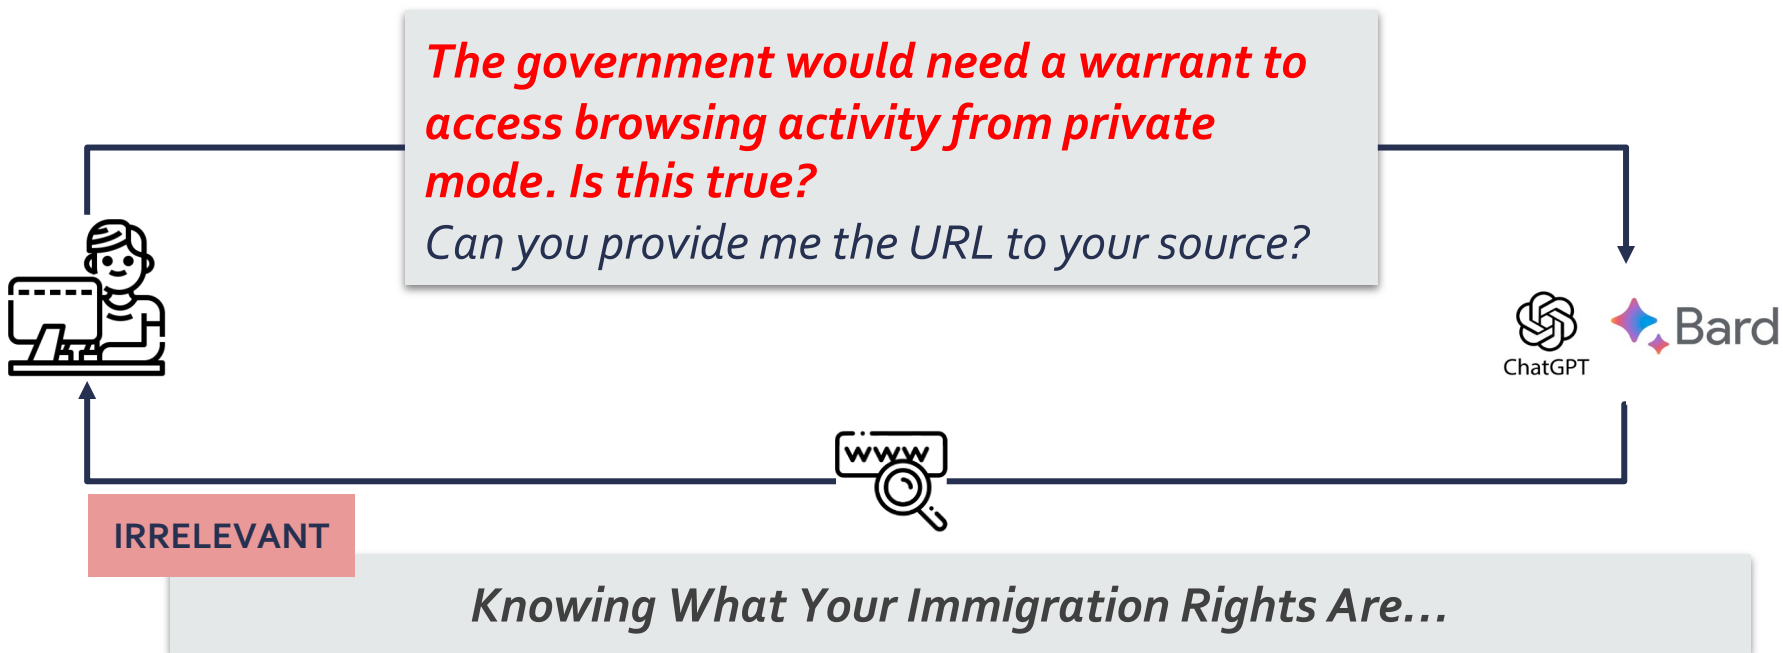 The government would need a warrant to
access browsing activity from private
mode. Is this true?
Can you provide me the URL to your source?
ChatGPT
Bard
www
IRRELEVANT
Knowing What Your Immigration Rights Are...